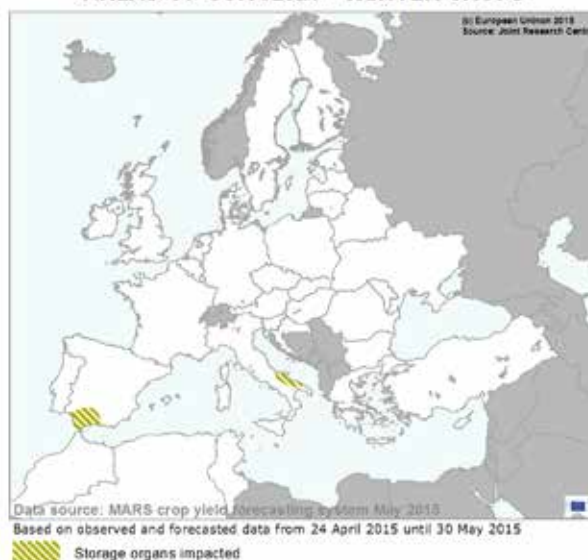 (c) European Uninon 2015
Source: Joint Research Centre
Data source: MARS crop yield forecasting system May 2015
Based on observed and forecasted data from 24 April 2015 until 30 May 2015
Storage organs impacted